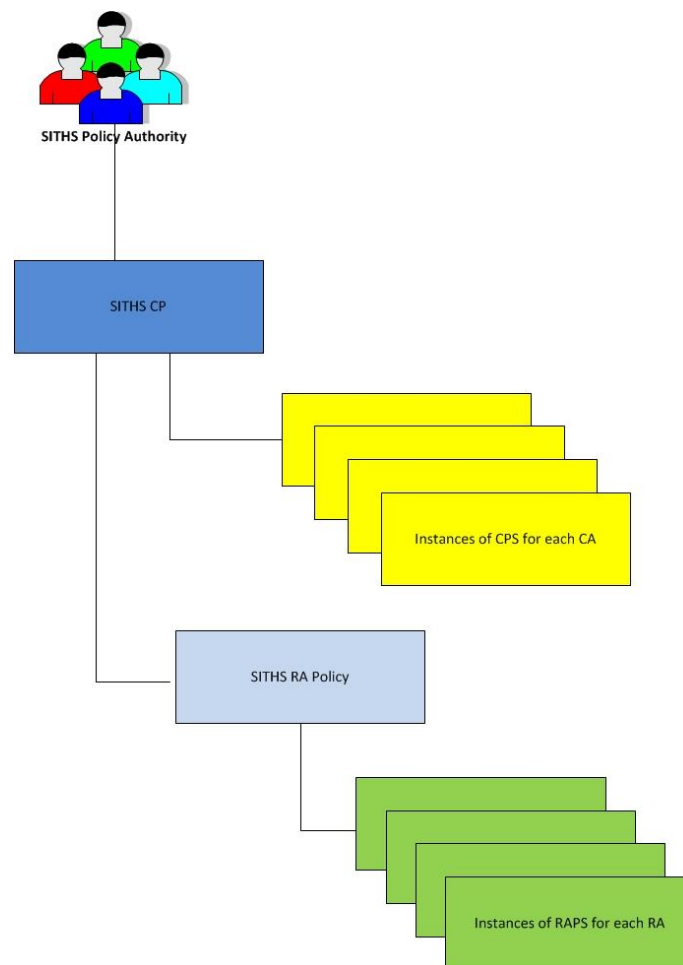 SITHS Policy Authority
SITHS CP
Instances of CPS for each CA
SITHS RA Policy
Instances of RAPS for each RA